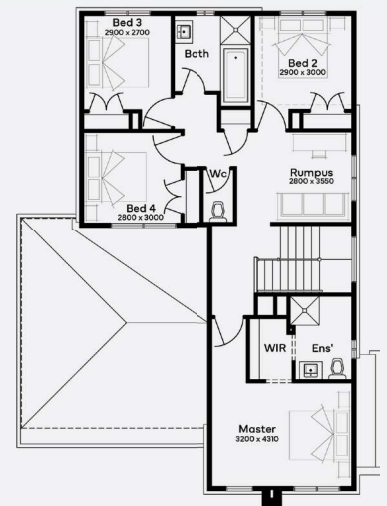 Bed 3
2900 x 2700
Bath
Bed 2
2900 x 3000
Wc
Rumpus
2800 x 3550
Bed 4
2800 x 3000
WIR
Ens'
Master
3200 x 4310